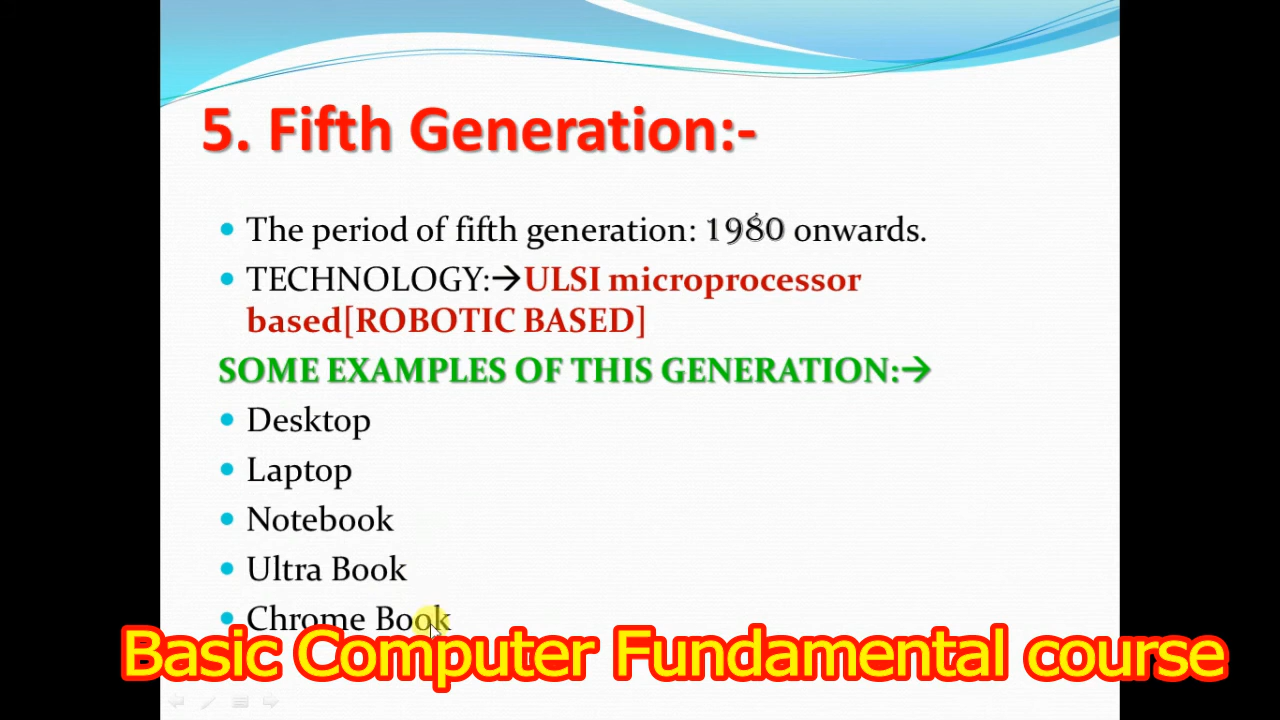 5. Fifth Generation:-
The period of fifth generation: 1980 onwards.
TECHNOLOGY:→ULSI microprocessor
based[ROBOTIC BASED]
SOME EXAMPLES OF THIS GENERATION:→
Desktop
Laptop
Notebook
Ultra Book
Chrome Book
Basic Computer Fundamental course